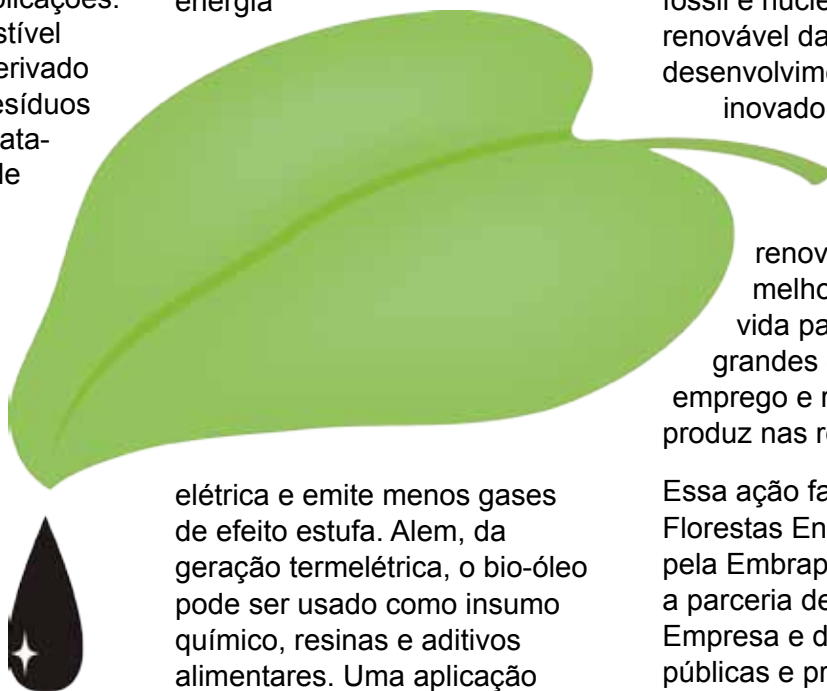 plicações.
stível
erivado
esíduos
ata-
de
energia
elétrica e emite menos gases
de efeito estufa. Alem, da
geração termelétrica, o bio-óleo
pode ser usado como insumo
químico, resinas e aditivos
alimentares. Uma aplicação
fóssil e nucle
renovável da
desenvolvime
inovado
renov
melho
vida pa
grandes
emprego e r
produz nas re
Essa ação fa
Florestas En
pela Embrap
a parceria de
Empresa e d
públicas e pr